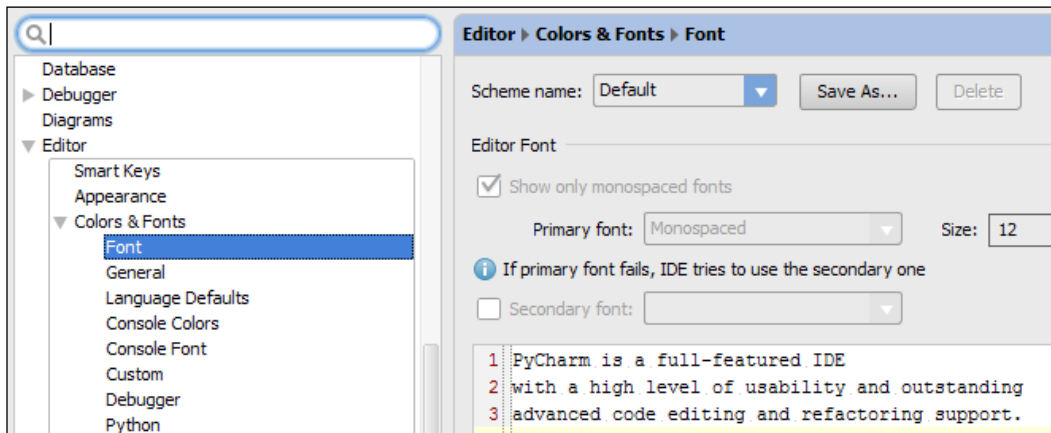 Database
Debugger
Diagrams
Editor
Smart Keys
Appearance
Colors & Fonts
Font
General
Language Defaults
Console Colors
Console Font
Custom
Debugger
Python
Editor Colors & Fonts Font
Scheme name: Default Save As... Delete
Editor Font
Show only monospaced fonts
Primary font: Monospaced Size: 12
If primary font fails, IDE tries to use the secondary one
Secondary font:
1 PyCharm is a full-featured IDE
2 with a high level of usability and outstanding
3 advanced code editing and refactoring support.